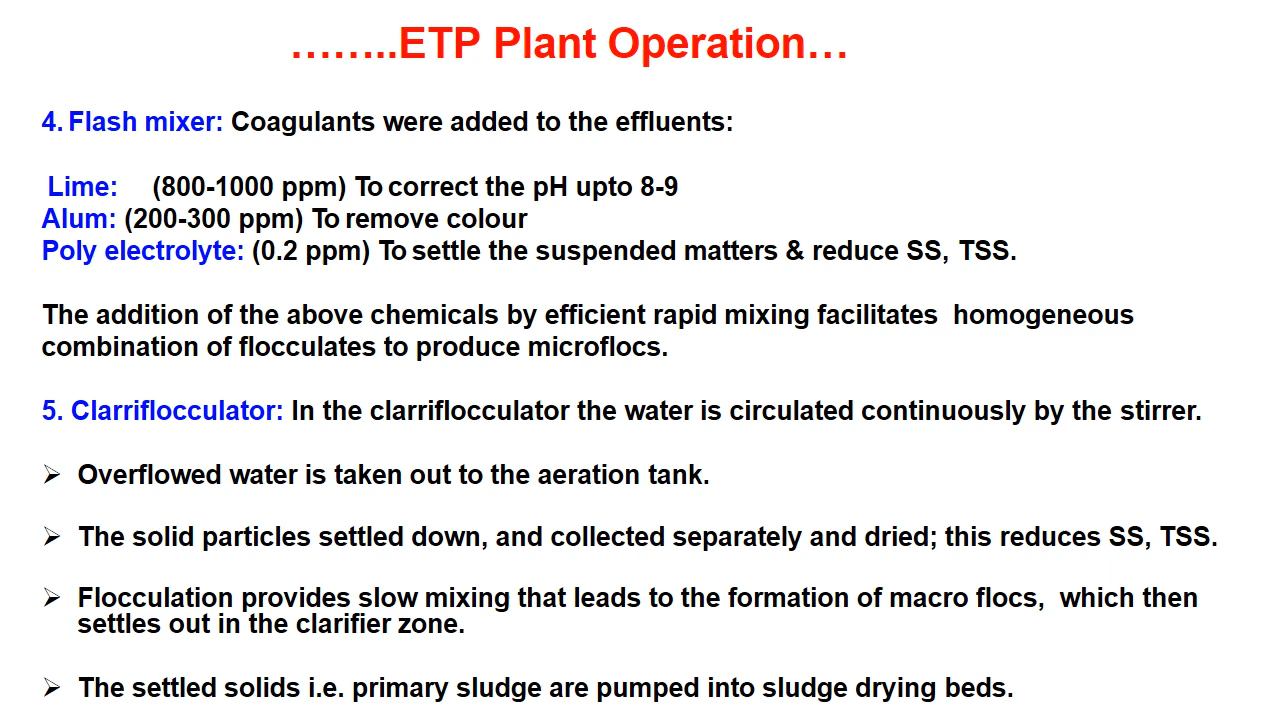 ……..ETP Plant Operation…
4. Flash mixer: Coagulants were added to the effluents:
Lime: (800-1000 ppm) To correct the pH upto 8-9
Alum: (200-300 ppm) To remove colour
Poly electrolyte: (0.2 ppm) To settle the suspended matters & reduce SS, TSS.
The addition of the above chemicals by efficient rapid mixing facilitates homogeneous
combination of flocculates to produce microflocs.
5. Clarriflocculator: In the clarriflocculator the water is circulated continuously by the stirrer.
➢ Overflowed water is taken out to the aeration tank.
➢ The solid particles settled down, and collected separately and dried; this reduces SS, TSS.
➢ Flocculation provides slow mixing that leads to the formation of macro flocs, which then
settles out in the clarifier zone.
➢ The settled solids i.e. primary sludge are pumped into sludge drying beds.